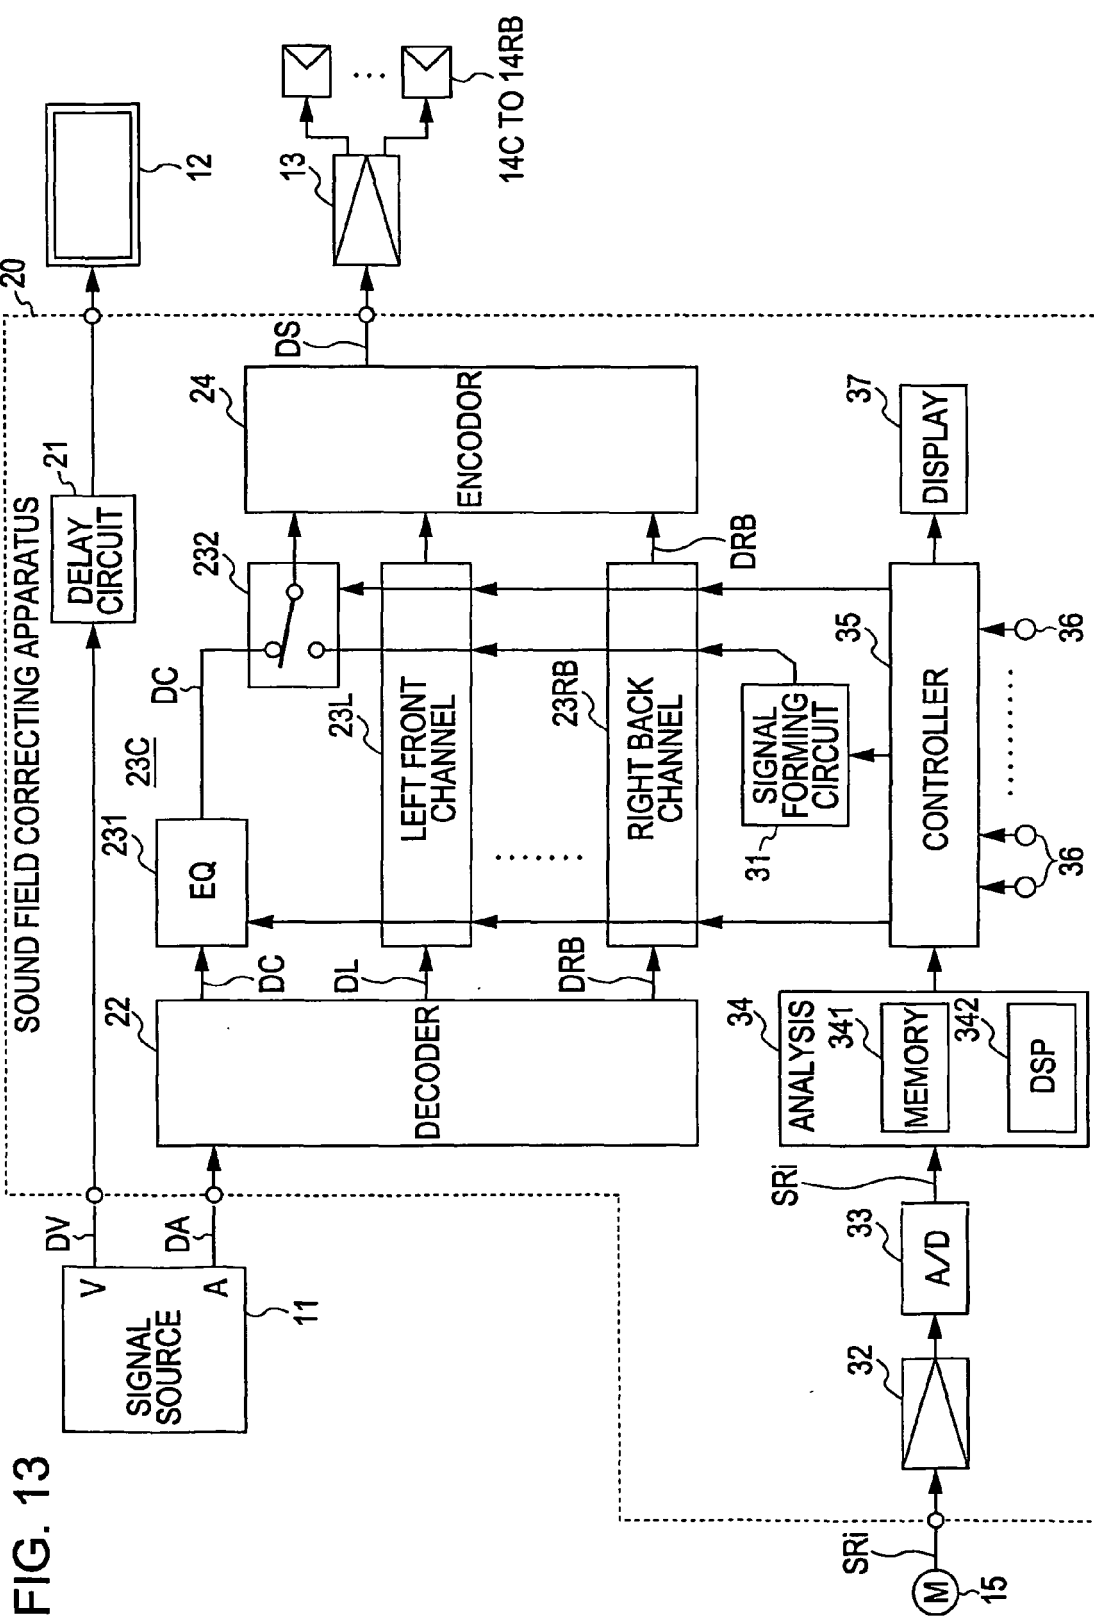 FIG. 13
SOUND FIELD CORRECTING APPARATUS
20
SIGNAL
SOURCE
V
A
11
DV
DA
DELAY
CIRCUIT
21
12
22
DECODER
DC
DL
DRB
231
EQ
23C
DC
232
23L
LEFT FRONT
CHANNEL
. . . . . . . .
23RB
RIGHT BACK
CHANNEL
DRB
24
ENCODOR
DS
13
. . .
14C TO 14RB
31
SIGNAL
FORMING
CIRCUIT
M
15
SRi
32
33
A/D
SRi
34
ANALYSIS
341
MEMORY
342
DSP
35
CONTROLLER
36
. . . . . . . . .
36
37
DISPLAY